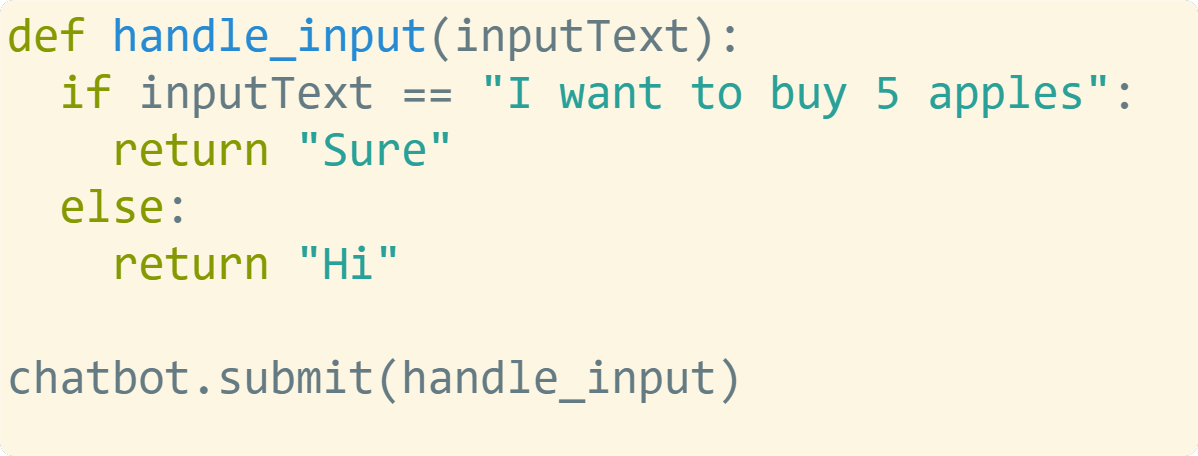 def handle_input(inputText):
  if inputText == "I want to buy 5 apples":
    return "Sure"
  else:
    return "Hi"

chatbot.submit(handle_input)